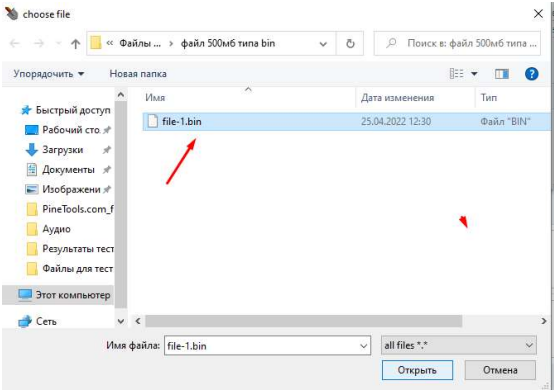 choose file
« Файлы ... › файл 500мб типа bin
Поиск в: файл 500мб типа ...
Упорядочить
Новая папка
Имя
Дата изменения
Тип
file-1.bin
25.04.2022 12:30
Файл "BIN"
Быстрый доступ
Рабочий сто
Загрузки
Документы
Изображени
PineTools.com_f
Аудио
Результаты тест
Файлы для тест
Этот компьютер
Сеть
Имя файла: file-1.bin
all files *.*
Открыть
Отмена